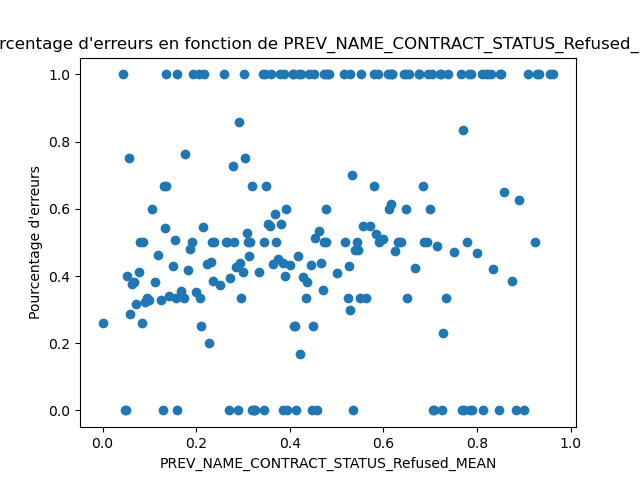 rcentage d'erreurs en fonction de PREV_NAME_CONTRACT_STATUS_Refused_
1.0
0.8
0.6
0.4
0.2
0.0
Pourcentage d'erreurs
0.0 0.2 0.4 0.6 0.8 1.0
PREV_NAME_CONTRACT_STATUS_Refused_MEAN